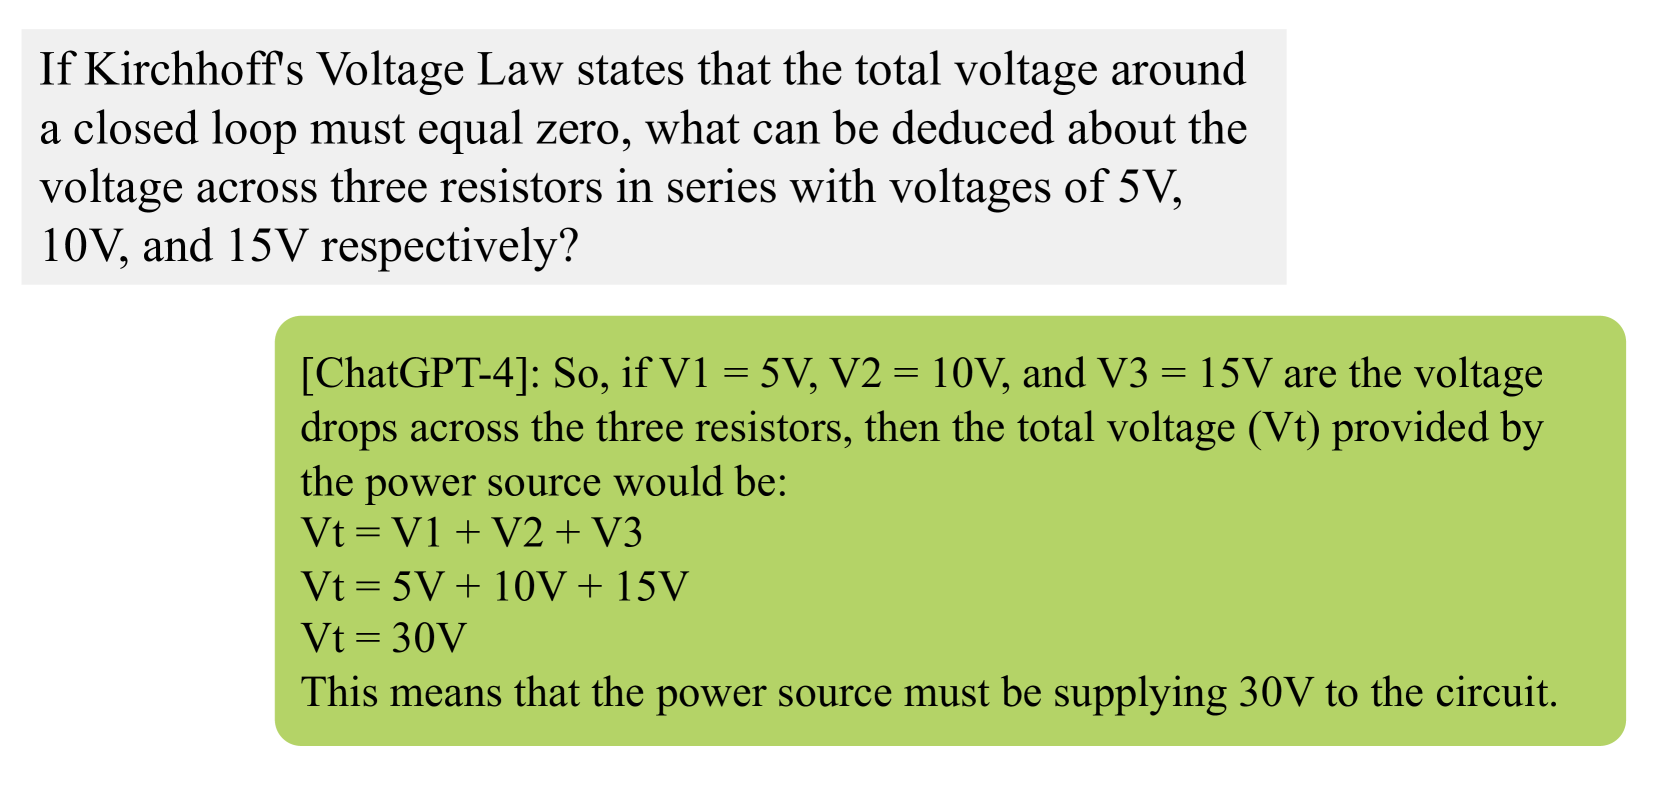 If Kirchhoff's Voltage Law states that the total voltage around
a closed loop must equal zero, what can be deduced about the
voltage across three resistors in series with voltages of 5V,
10V, and 15V respectively?
[ChatGPT-4]: So, if V1 = 5V, V2 = 10V, and V3 = 15V are the voltage
drops across the three resistors, then the total voltage (Vt) provided by
the power source would be:
Vt = V1 + V2 + V3
Vt = 5V + 10V + 15V
Vt = 30V
This means that the power source must be supplying 30V to the circuit.